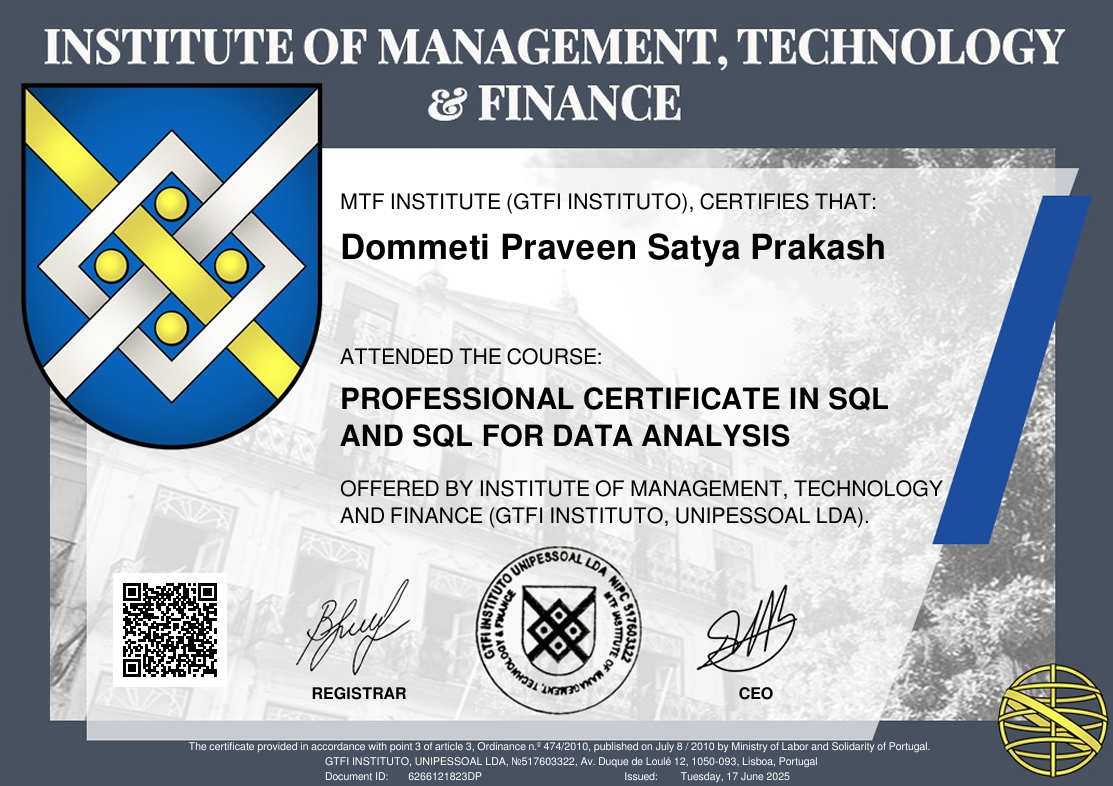 INSTITUTE OF MANAGEMENT, TECHNOLOGY
& FINANCE
MTF INSTITUTE (GTFI INSTITUTO), CERTIFIES THAT:
Dommeti Praveen Satya Prakash
ATTENDED THE COURSE:
PROFESSIONAL CERTIFICATE IN SQL
AND SQL FOR DATA ANALYSIS
OFFERED BY INSTITUTE OF MANAGEMENT, TECHNOLOGY
AND FINANCE (GTFI INSTITUTO, UNIPESSOAL LDA).
GTFI INSTITUTO UNIPESSOAL LDA NIPC 517603322
MTF INSTITUTE OF MANAGEMENT, TECHNOLOGY & FINANCE
REGISTRAR
CEO
The certificate provided in accordance with point 3 of article 3, Ordinance n.º 474/2010, published on July 8 / 2010 by Ministry of Labor and Solidarity of Portugal.
GTFI INSTITUTO, UNIPESSOAL LDA, №517603322, Av. Duque de Loulé 12, 1050-093, Lisboa, Portugal
Document ID: 6266121823DP Issued: Tuesday, 17 June 2025